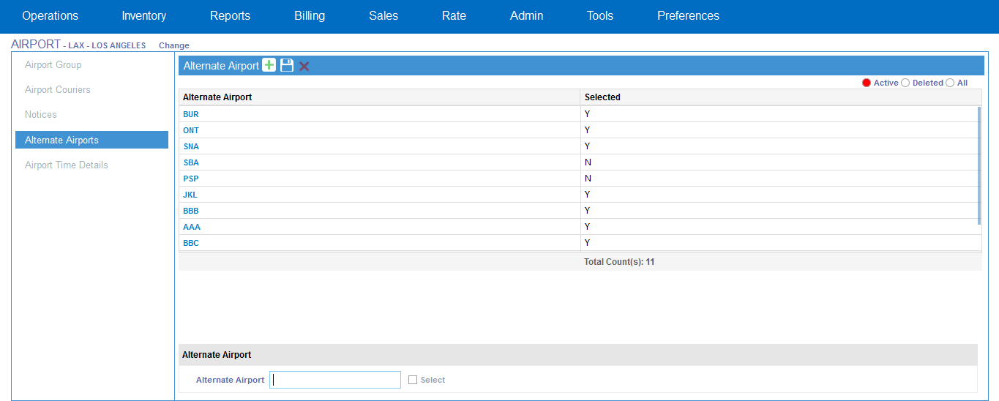 Operations Inventory Reports Billing Sales Rate Admin Tools Preferences
AIRPORT - LAX - LOS ANGELES Change
Airport Group
Airport Couriers
Notices
Alternate Airports
Airport Time Details
Alternate Airport
Active Deleted All
Alternate Airport Selected
BUR Y
ONT Y
SNA Y
SBA N
PSP N
JKL Y
BBB Y
AAA Y
BBC Y
Total Count(s): 11
Alternate Airport
Alternate Airport Select